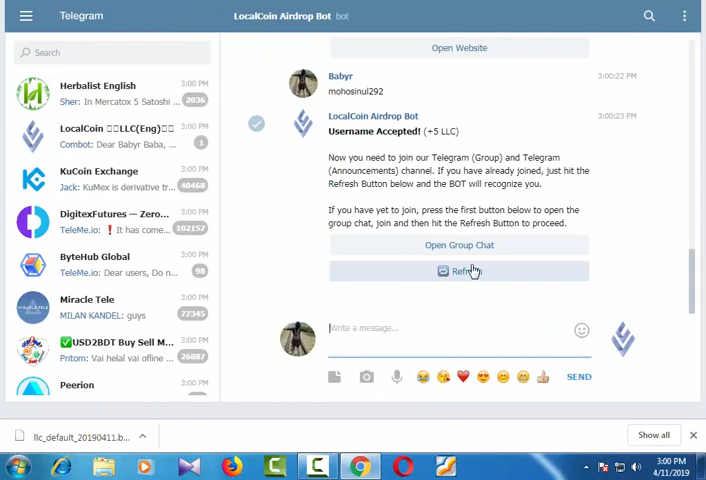 Telegram
LocalCoin Airdrop Bot bot
Search
Herbalist English 3:00 PM
Sher: In Mercatox 5 Satoshi ... 2036
LocalCoin LLC(Eng) 3:00 PM
Combot: Dear Babyr Baba, ... 1
KuCoin Exchange 3:00 PM
Jack: KuMex is derivative tr... 40468
DigitexFutures — Zero... 3:00 PM
TeleMe.io: ❗ It has come... 102157
ByteHub Global 3:00 PM
TeleMe.io: Dear users, Do n... 98
Miracle Tele 3:00 PM
MILAN KANDEL: guys 77345
✅USD2BDT Buy Sell M... 3:00 PM
Pritom: Vai helal vai ofline ... 26887
Peerion 3:00 PM
Open Website
Babyr 3:00:22 PM
mohosinul292
LocalCoin Airdrop Bot 3:00:23 PM
Username Accepted! (+5 LLC)
Now you need to join our Telegram (Group) and Telegram
(Announcements) channel. If you have already joined, just hit the
Refresh Button below and the BOT will recognize you.
If you have yet to join, press the first button below to open the
group chat, join and then hit the Refresh Button to proceed.
Open Group Chat
Refresh
Write a message...
SEND
llc_default_20190411.b...
Show all
3:00 PM
4/11/2019